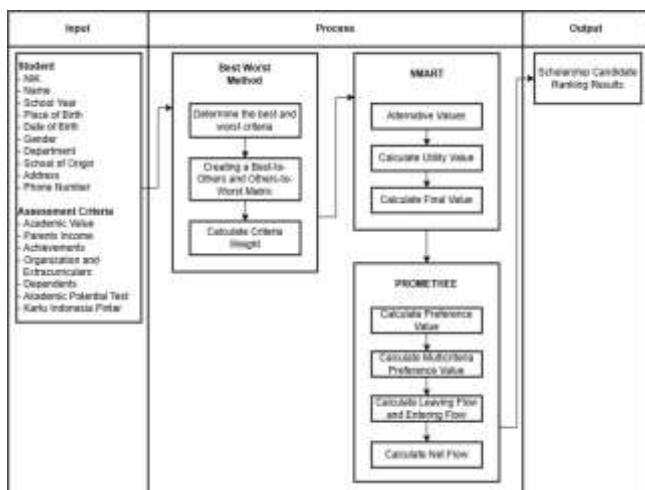 Input
Process
Output
Student
- NIK
- Name
- School Year
- Place of Birth
- Date of Birth
- Gender
- Department
- School of Origin
- Address
- Phone Number
Assessment Criteria
- Academic Value
- Parents Income
- Achievements
- Organization and
Extracurriculars
- Dependents
- Akademic Potential Test
- Kartu Indonesia Pintar
Best Worst
Method
Determine the best and
worst criteria
Creating a Best-to-
Others and Others-to-
Worst Matrix
Calculate Criteria
Weight
SMART
Alternative Values
Calculate Utility Value
Calculate Final Value
PROMETHEE
Calculate Preference
Value
Calculate Multicriteria
Preference Value
Calculate Leaving Flow
and Entering Flow
Calculate Net Flow
Scholarship Candidate
Ranking Results